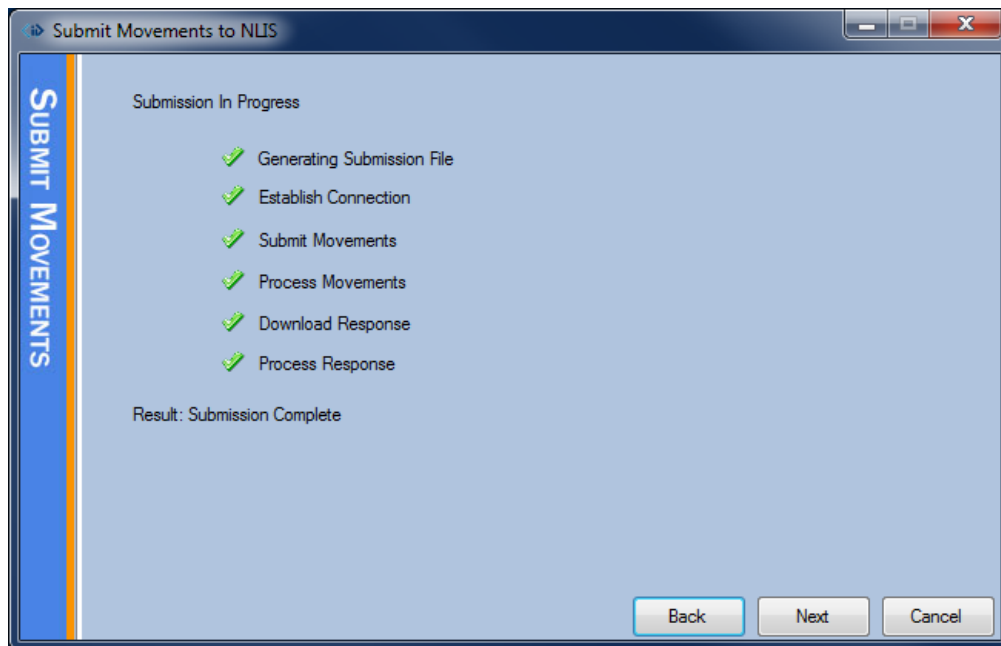 Submit Movements to NLIS
SUBMIT MOVEMENTS
Submission In Progress
Generating Submission File
Establish Connection
Submit Movements
Process Movements
Download Response
Process Response
Result: Submission Complete
Back Next Cancel